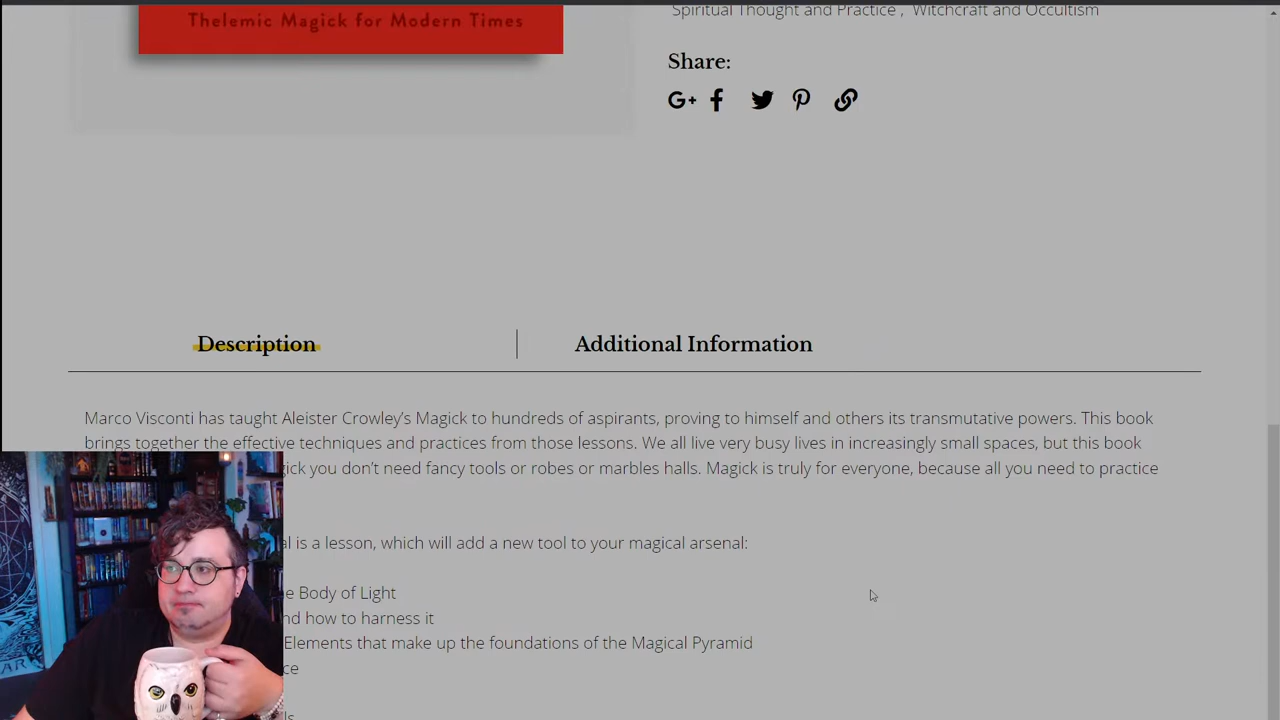 Thelemic Magick for Modern Times
Spiritual Thought and Practice , Witchcraft and Occultism
Share:
G+
Description
Additional Information
Marco Visconti has taught Aleister Crowley’s Magick to hundreds of aspirants, proving to himself and others its transmutative powers. This book
brings together the effective techniques and practices from those lessons. We all live very busy lives in increasingly small spaces, but this book
you don’t need fancy tools or robes or marbles halls. Magick is truly for everyone, because all you need to practice
is a lesson, which will add a new tool to your magical arsenal:
Body of Light
and how to harness it
Elements that make up the foundations of the Magical Pyramid